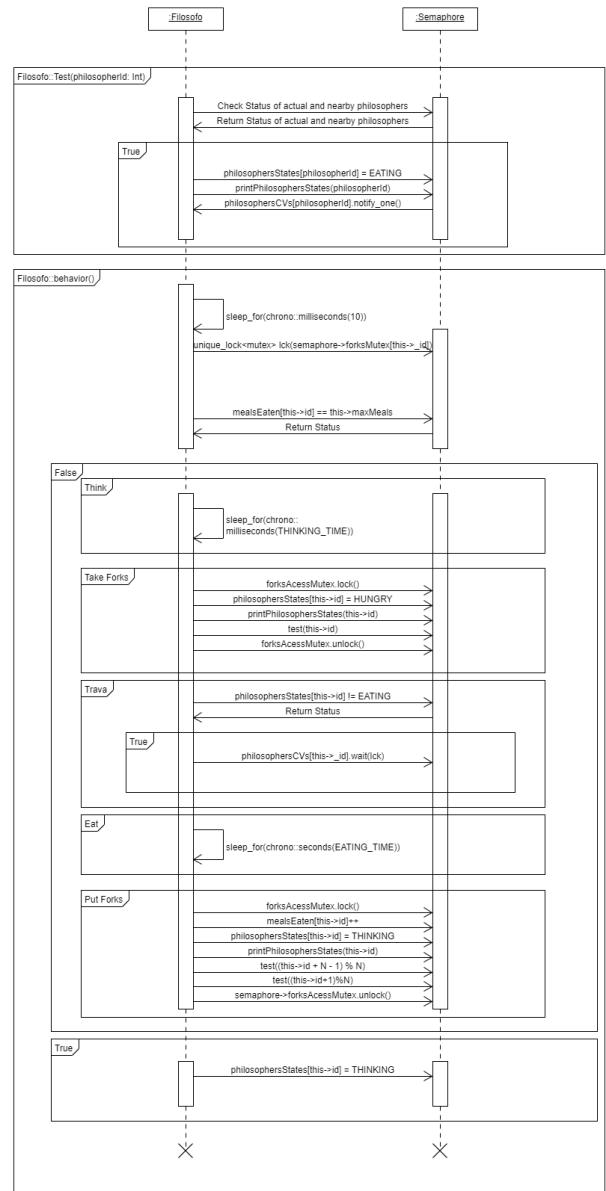 :Filosofo
:Semaphore
Filosofo::Test(philosopherId: Int)
Check Status of actual and nearby philosophers
Return Status of actual and nearby philosophers
True
philosophersStates[philosopherId] = EATING
printPhilosophersStates(philosopherId)
philosophersCVs[philosopherId].notify_one()
Filosofo::behavior()
sleep_for(chrono::milliseconds(10))
unique_lock<mutex> lck(semaphore->forksMutex[this->_id])
mealsEaten[this->id] == this->maxMeals
Return Status
False
Think
sleep_for(chrono::
milliseconds(THINKING_TIME))
Take Forks
forksAcessMutex.lock()
philosophersStates[this->id] = HUNGRY
printPhilosophersStates(this->id)
test(this->id)
forksAcessMutex.unlock()
Trava
philosophersStates[this->id] != EATING
Return Status
True
philosophersCVs[this->_id].wait(lck)
Eat
sleep_for(chrono::seconds(EATING_TIME))
Put Forks
forksAcessMutex.lock()
mealsEaten[this->id]++
philosophersStates[this->id] = THINKING
printPhilosophersStates(this->id)
test((this->id + N - 1) % N)
test((this->id+1)%N)
semaphore->forksAcessMutex.unlock()
True
philosophersStates[this->id] = THINKING